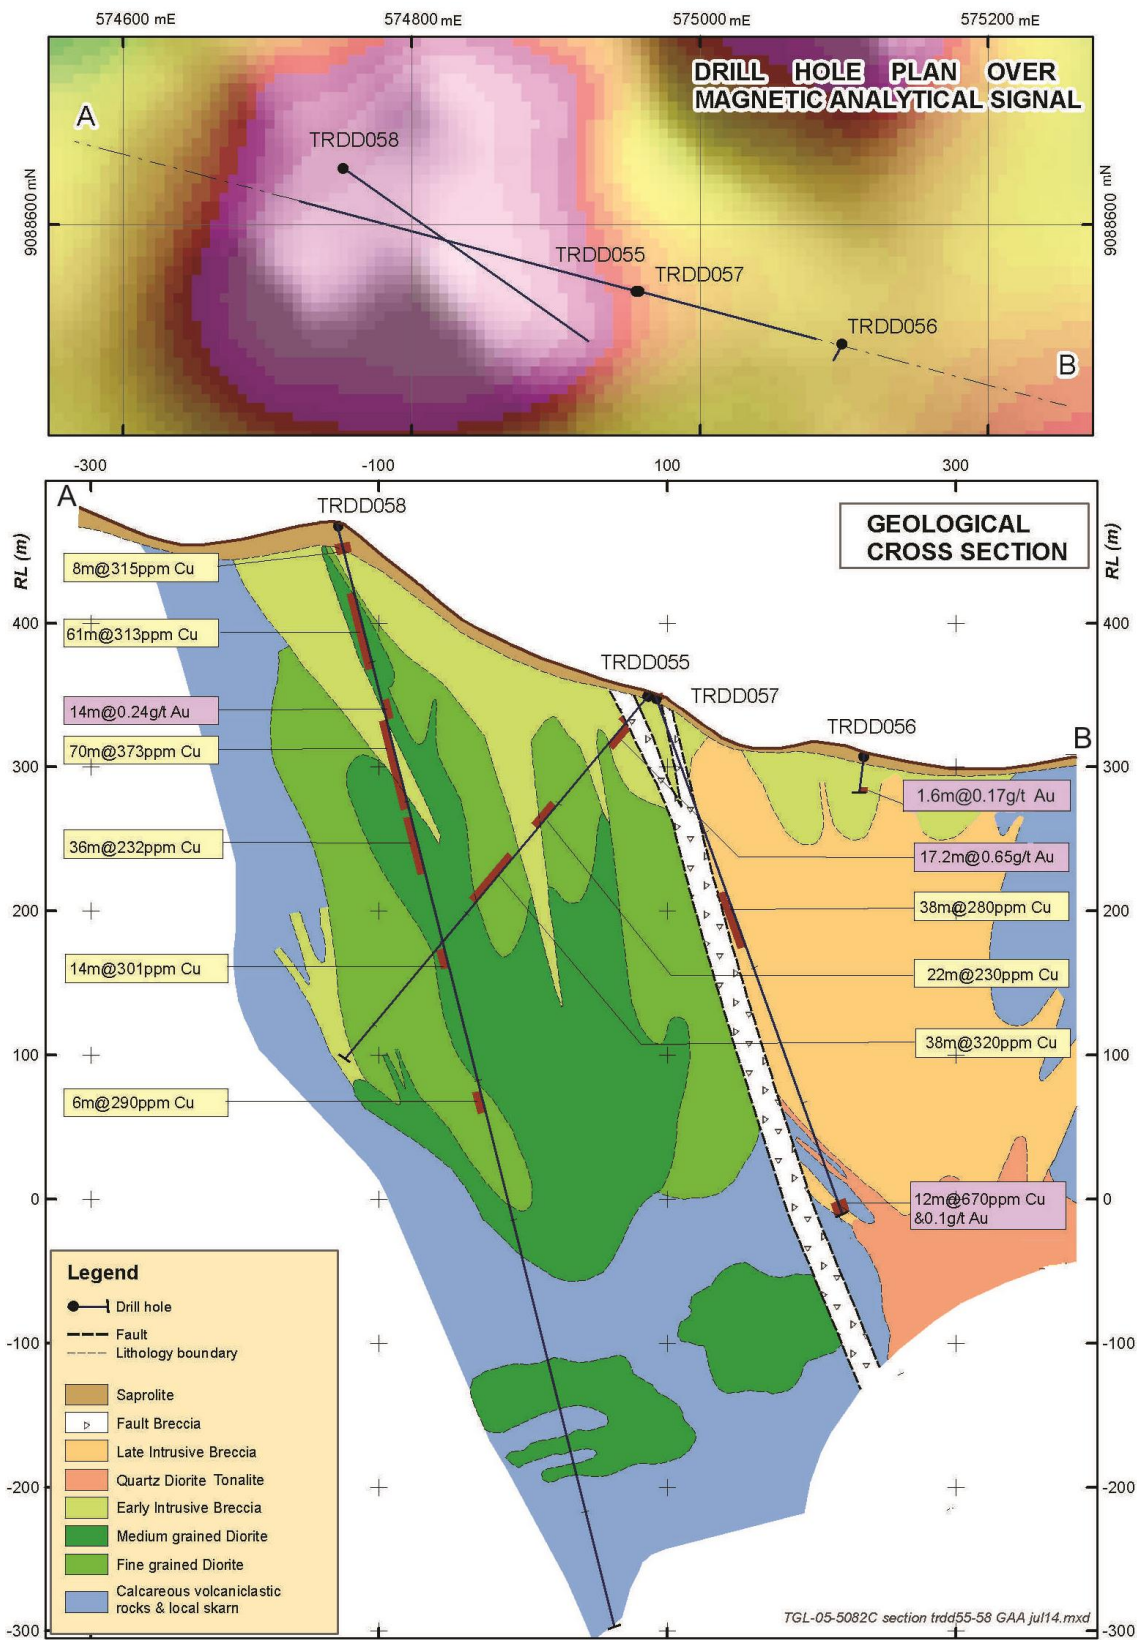 574600 mE
574800 mE
575000 mE
575200 mE
DRILL HOLE PLAN OVER
MAGNETIC ANALYTICAL SIGNAL
A
TRDD058
9088600 mN
9088600 mN
TRDD055
TRDD057
TRDD056
B
-300
-100
100
300
A
TRDD058
GEOLOGICAL
CROSS SECTION
RL (m)
RL (m)
8m@315ppm Cu
400
400
61m@313ppm Cu
TRDD055
TRDD057
14m@0.24g/t Au
TRDD056
B
70m@373ppm Cu
300
300
1.6m@0.17g/t Au
36m@232ppm Cu
17.2m@0.65g/t Au
200
38m@280ppm Cu
200
14m@301ppm Cu
22m@230ppm Cu
38m@320ppm Cu
100
100
6m@290ppm Cu
0
12m@670ppm Cu
&0.1g/t Au
0
Legend
Drill hole
Fault
Lithology boundary
-100
-100
Saprolite
Fault Breccia
Late Intrusive Breccia
Quartz Diorite Tonalite
-200
-200
Early Intrusive Breccia
Medium grained Diorite
Fine grained Diorite
Calcareous volcaniclastic
rocks & local skarn
TGL-05-5082C section trdd55-58 GAA jul14.mxd
-300
-300